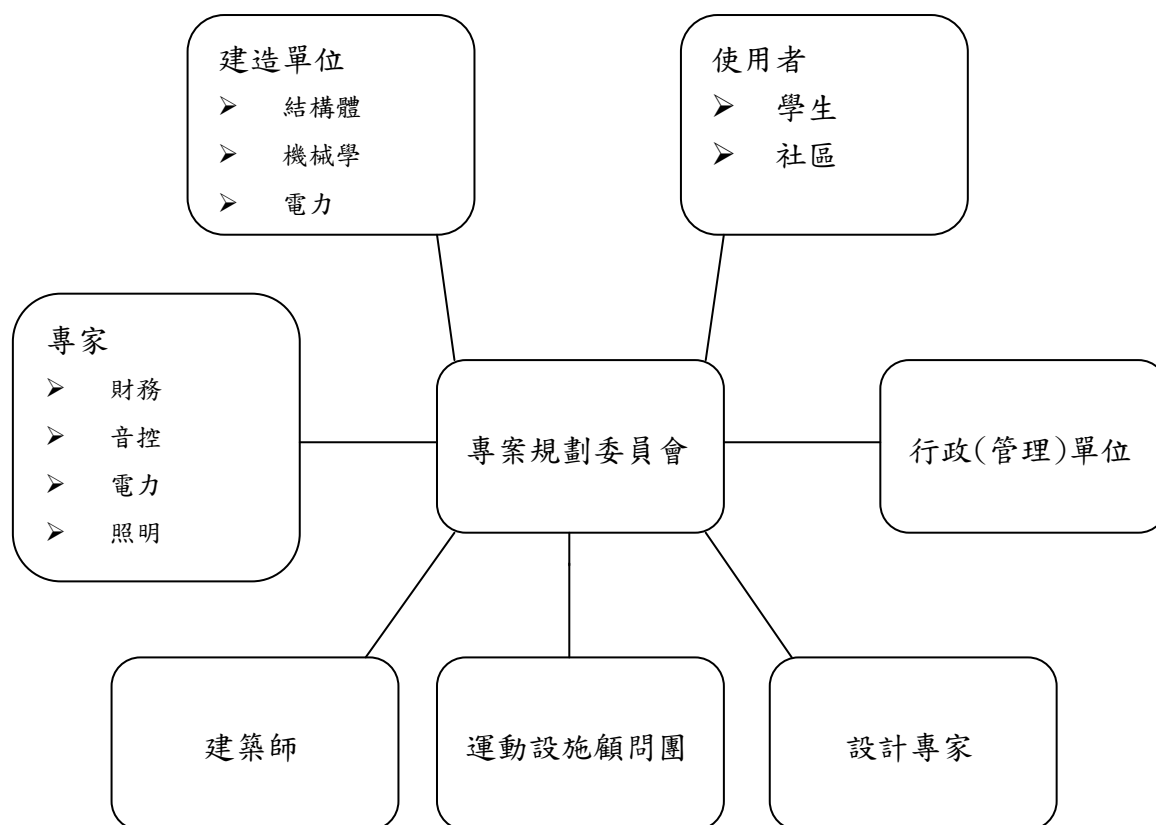 建造單位
➢ 結構體
➢ 機械學
➢ 電力
使用者
➢ 學生
➢ 社區
專家
➢ 財務
➢ 音控
➢ 電力
➢ 照明
專案規劃委員會
行政(管理)單位
建築師
運動設施顧問團
設計專家